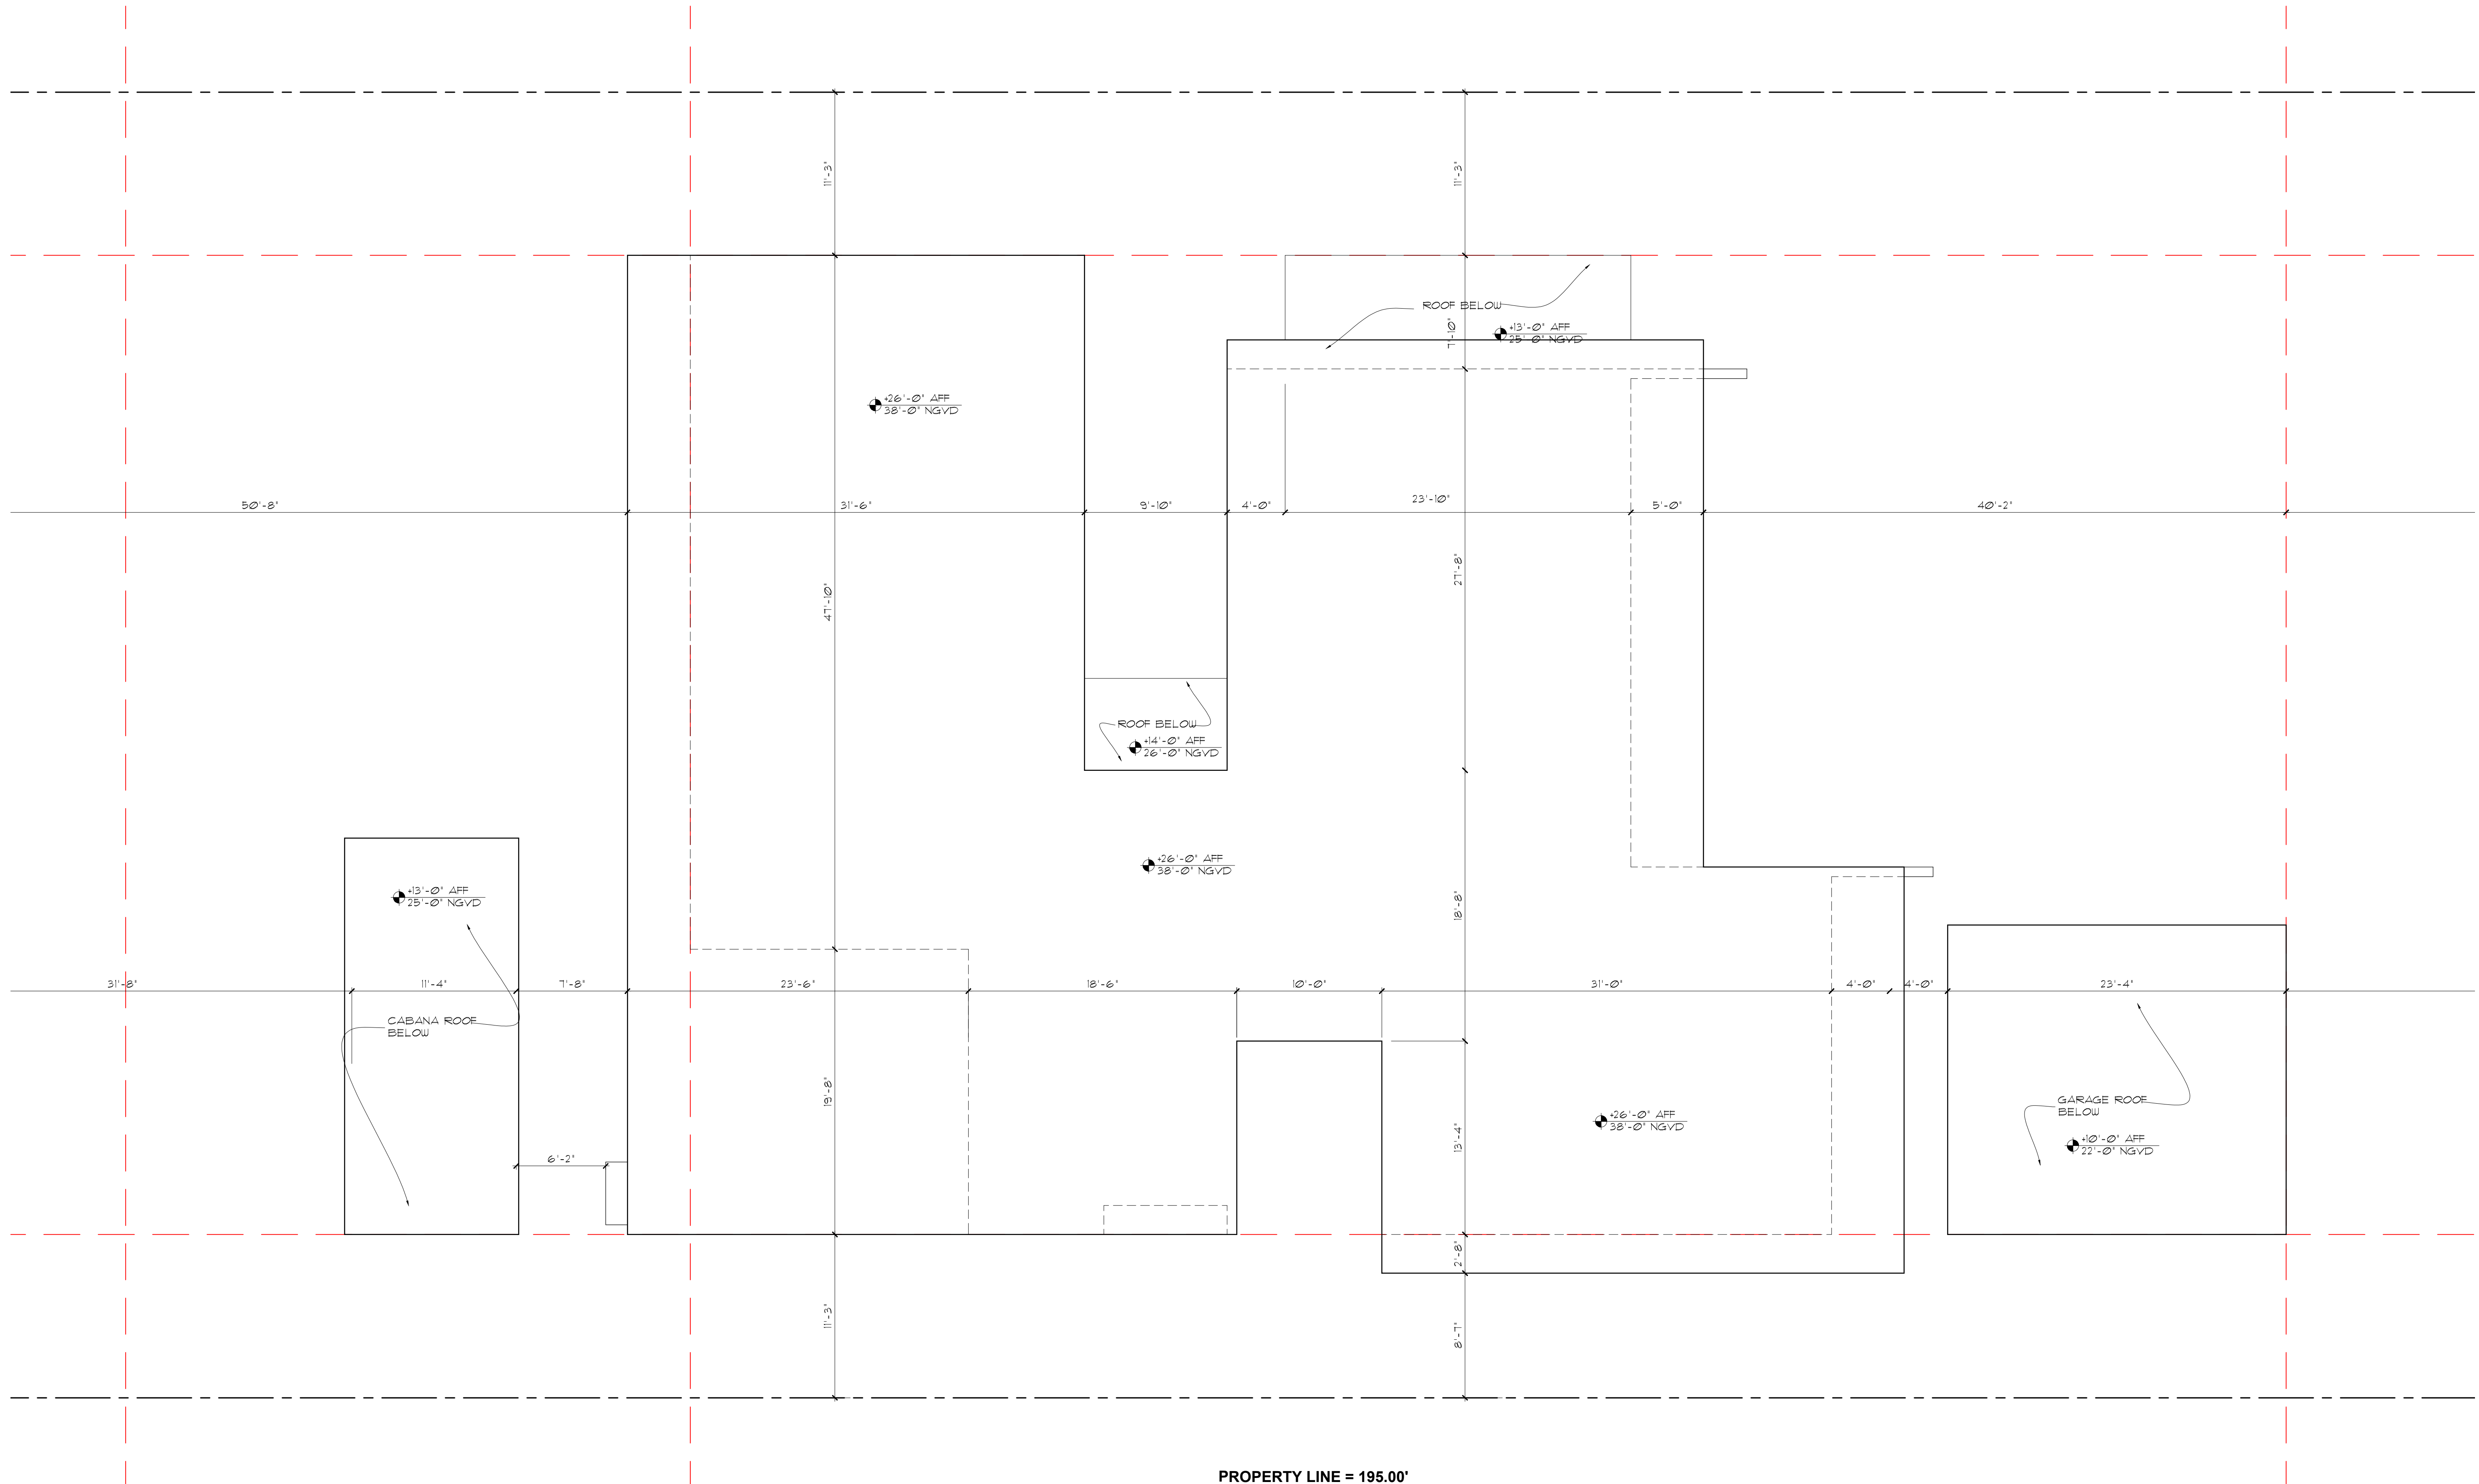 11'-3"
11'-3"
ROOF BELOW
+13'-0" AFF
25'-0" NGVD
7'-10"
+26'-0" AFF
38'-0" NGVD
50'-8"
31'-6"
9'-10"
4'-0"
23'-10"
5'-0"
40'-2"
27'-8"
47'-10"
ROOF BELOW
+14'-0" AFF
26'-0" NGVD
+26'-0" AFF
38'-0" NGVD
+13'-0" AFF
25'-0" NGVD
18'-8"
31'-8"
11'-4"
7'-8"
23'-6"
18'-6"
10'-0"
31'-0"
4'-0"
4'-0"
23'-4"
CABANA ROOF
BELOW
19'-8"
GARAGE ROOF
BELOW
+26'-0" AFF
38'-0" NGVD
13'-4"
+10'-0" AFF
22'-0" NGVD
6'-2"
2'-8"
11'-3"
8'-7"
PROPERTY LINE = 195.00'